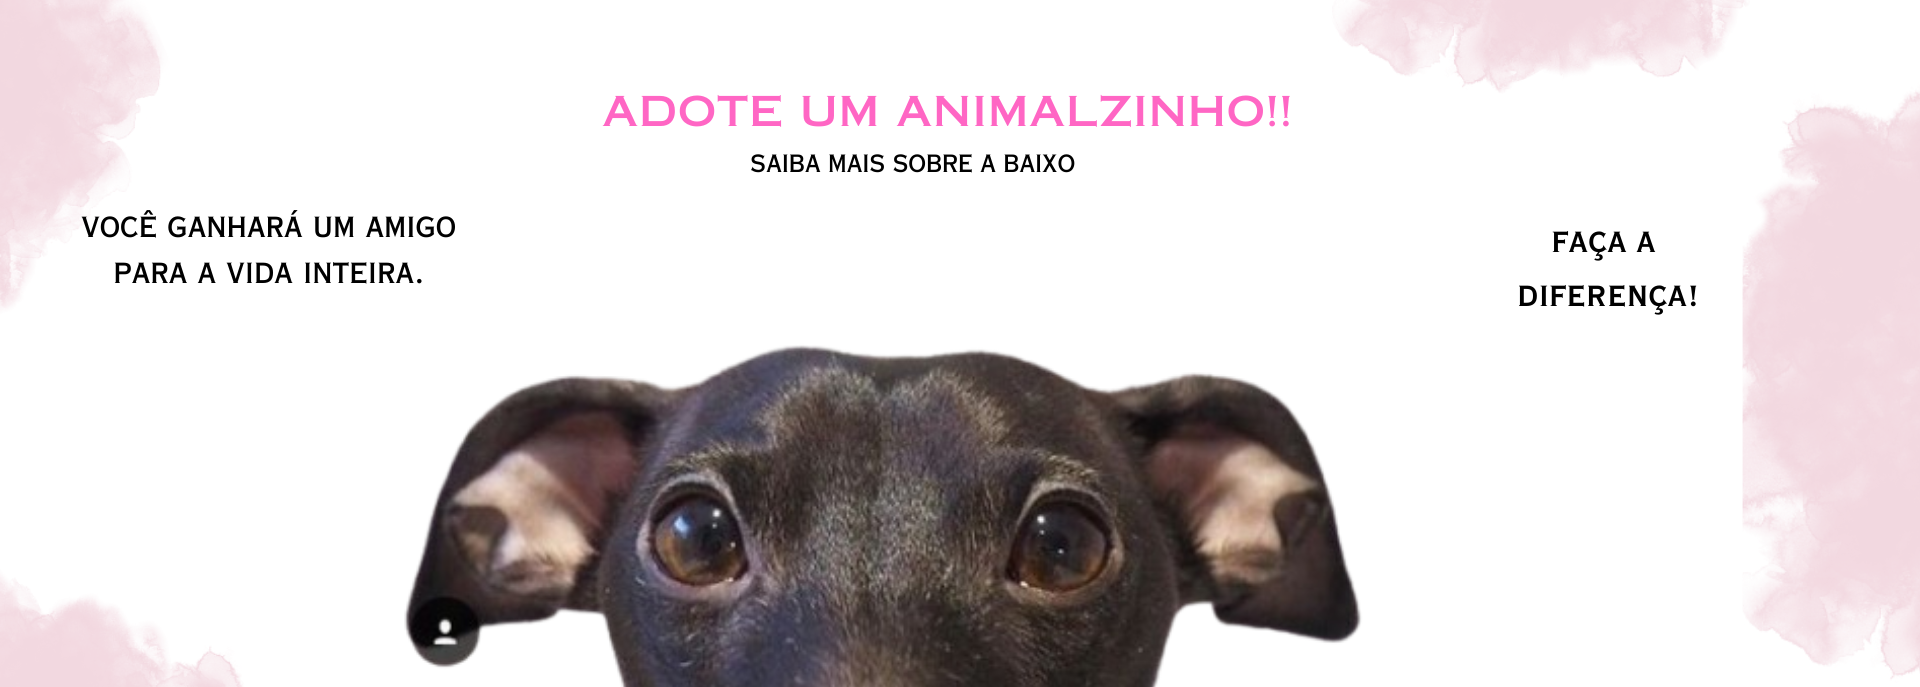 ADOTE UM ANIMALZINHO!!
SAIBA MAIS SOBRE A BAIXO
VOCÊ GANHARÁ UM AMIGO
PARA A VIDA INTEIRA.
FAÇA A
DIFERENÇA!